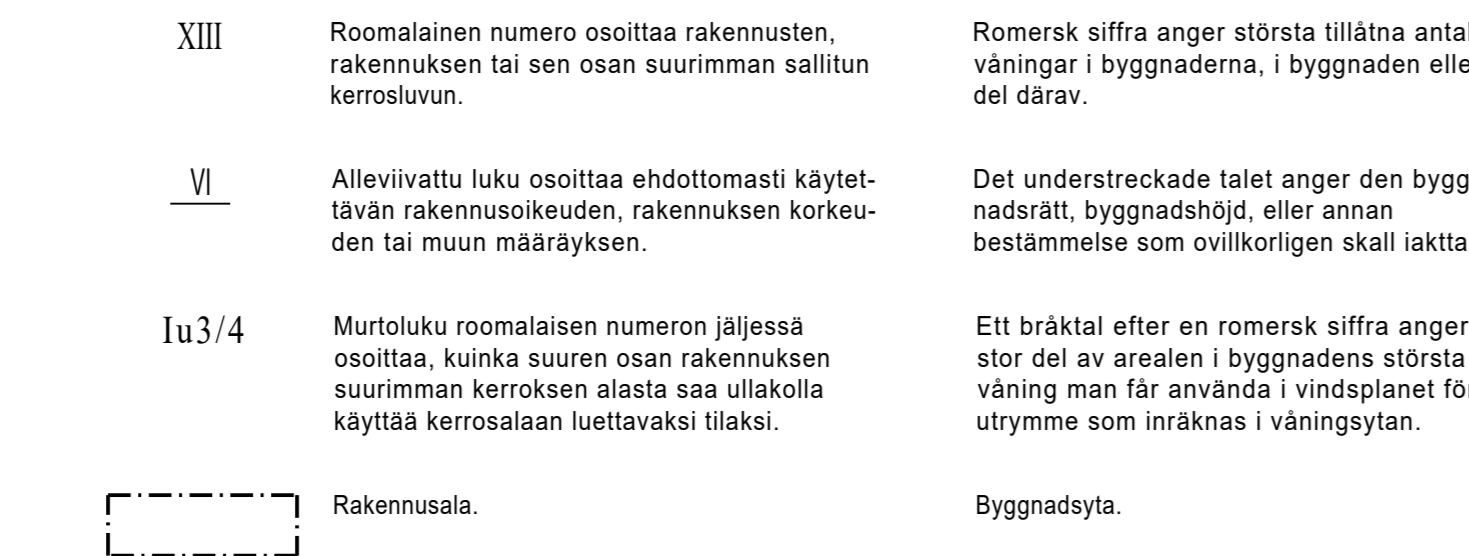 XIII
Roomalainen numero osoittaa rakennusten,
rakennuksen tai sen osan suurimman sallitun
kerrosluvun.
Romersk siffra anger största tillåtna antal
våningar i byggnaderna, i byggnaden
del därav.
VI
Alleviivattu luku osoittaa ehdottomasti käytet-
tävän rakennusoikeuden, rakennuksen korkeu-
den tai muun määräyksen.
Det understreckade talet anger den bygg
nadsrätt, byggnadshöjd, eller annan
bestämmelse som ovillkorligen skall iaktta
Iu3/4
Murtoluku roomalaisen numeron jäljessä
osoittaa, kuinka suuren osan rakennuksen
suurimman kerroksen alasta saa ullakolla
käyttää kerrosalaan luettavaksi tilaksi.
Ett bråktal efter en romersk siffra anger
stor del av arealen i byggnadens största
våning man får använda i vindsplanet för
utrymme som inräknas i våningsytan.
Rakennusala.
Byggnadsyta.